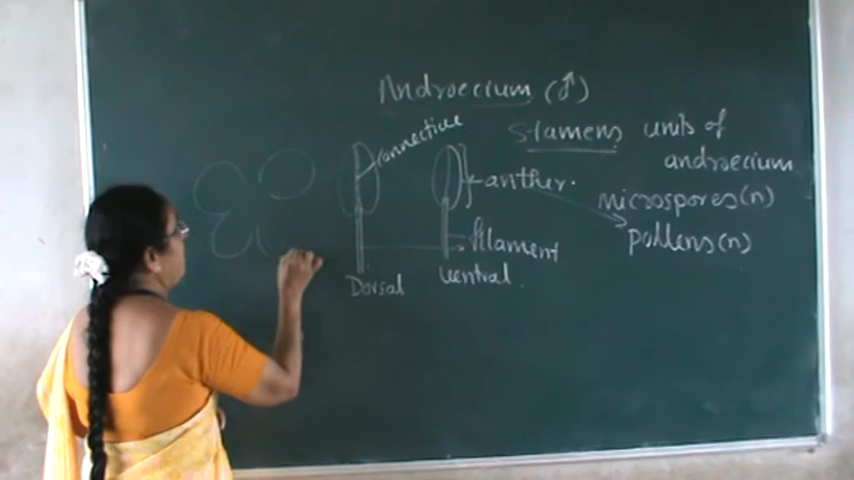 Androecium (♂)
Connective
Stamens units of
androecium
anther.
microspores(n)
pollens(n)
filament
Dorsal
ventral